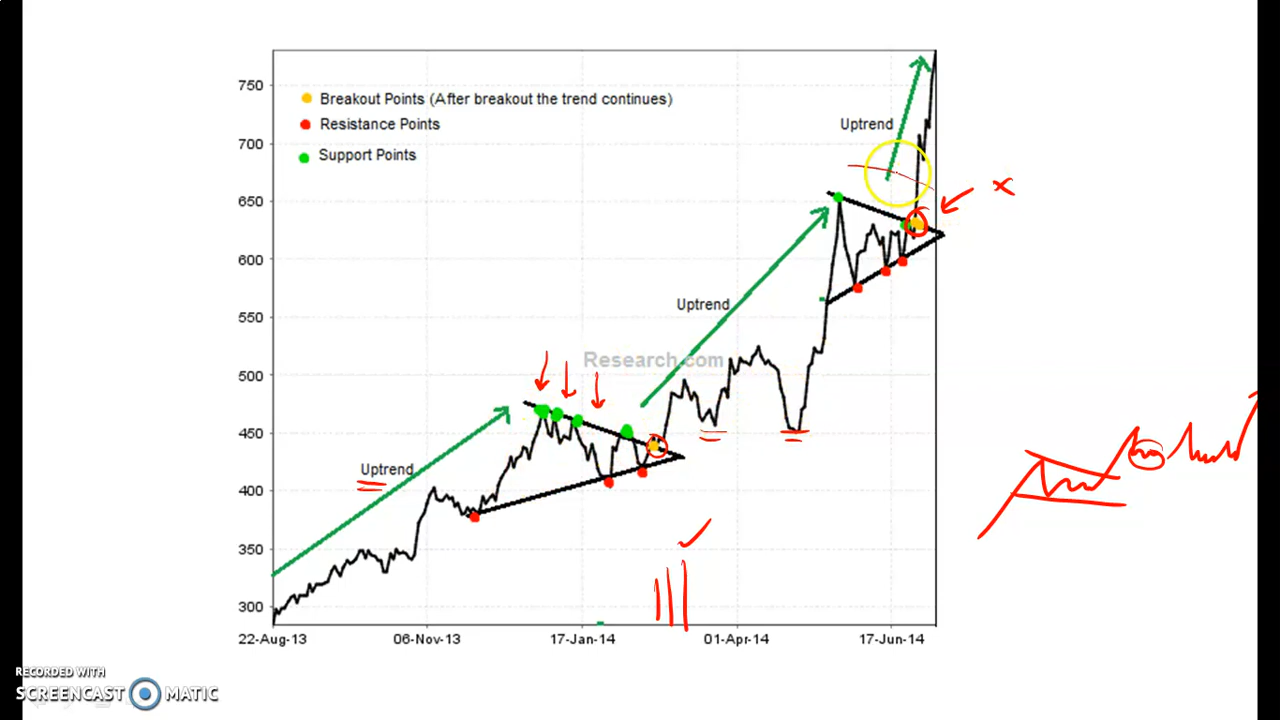 750
Breakout Points (After breakout the trend continues)
Resistance Points
Uptrend
700
Support Points
650
x
600
Uptrend
550
Research.com
500
450
Uptrend
400
350
300
22-Aug-13
06-Nov-13
17-Jan-14
01-Apr-14
17-Jun-14
RECORDED WITH
SCREENCAST MATIC